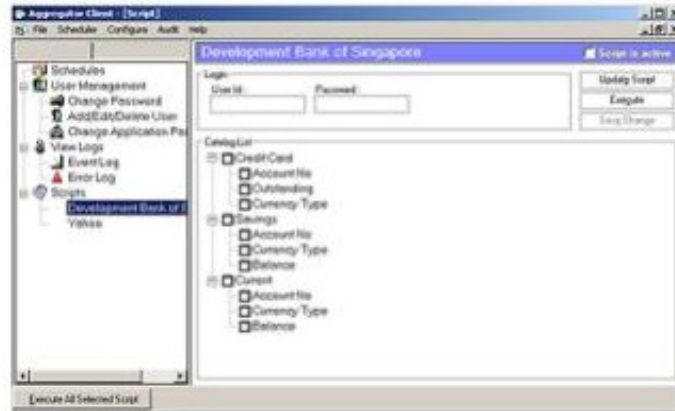 Aggregator Client - [Script]
File Scheduler Configure Audit Help
Schedules
User Management
Change Password
Add/Edit/Delete User
Change Application Pa
View Logs
Event Log
Error Log
Scripts
Development Bank of
Yahoo
Development Bank of Singapore
Script is active
Login
User Id:
Password:
Update Script
Execute
Save Change
Catalog List
Credit Card
Account No
Outstanding
Currency Type
Savings
Account No
Currency Type
Balance
Current
Account No
Currency Type
Balance
Execute All Selected Script